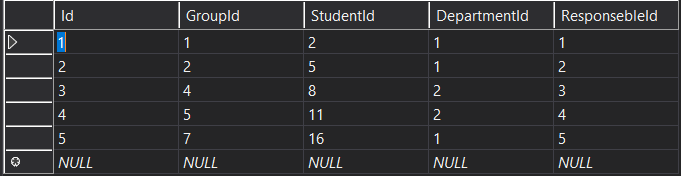 Id GroupId StudentId DepartmentId ResponsebleId
1 1 2 1 1
2 2 5 1 2
3 4 8 2 3
4 5 11 2 4
5 7 16 1 5
NULL NULL NULL NULL NULL